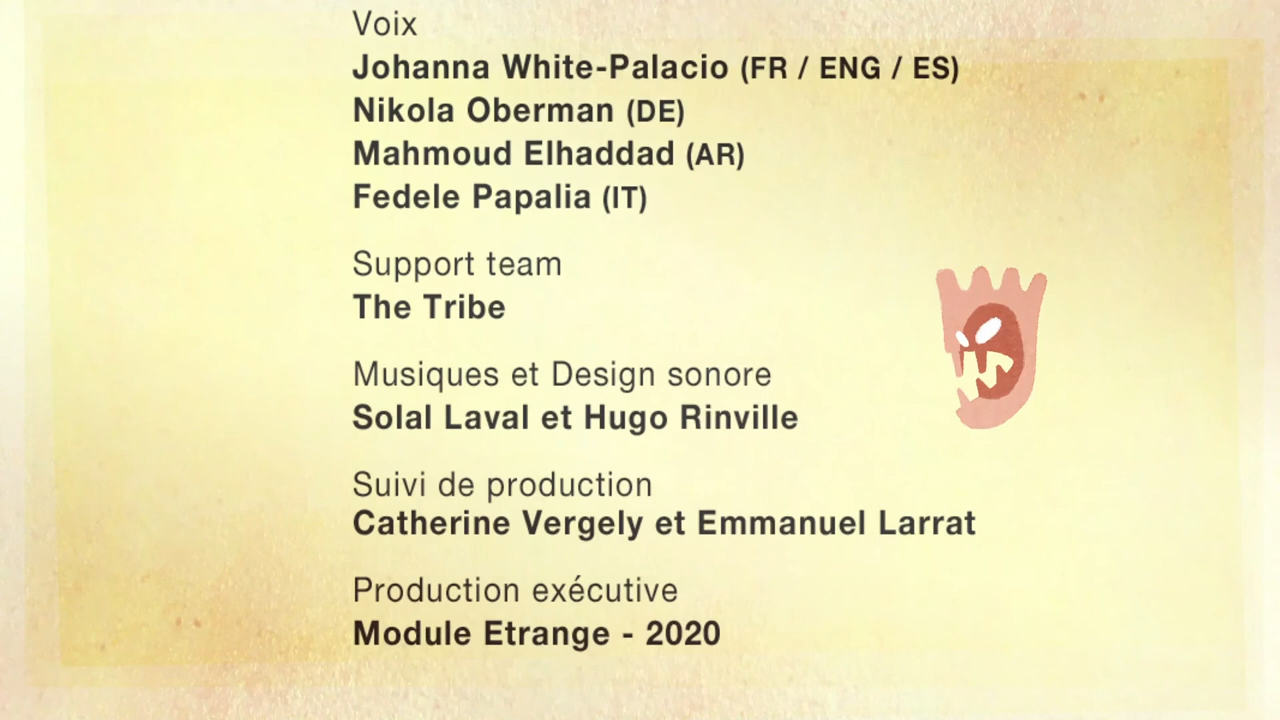 Voix
Johanna White-Palacio (FR / ENG / ES)
Nikola Oberman (DE)
Mahmoud Elhaddad (AR)
Fedele Papalia (IT)
Support team
The Tribe
Musiques et Design sonore
Solal Laval et Hugo Rinville
Suivi de production
Catherine Vergely et Emmanuel Larrat
Production exécutive
Module Etrange - 2020